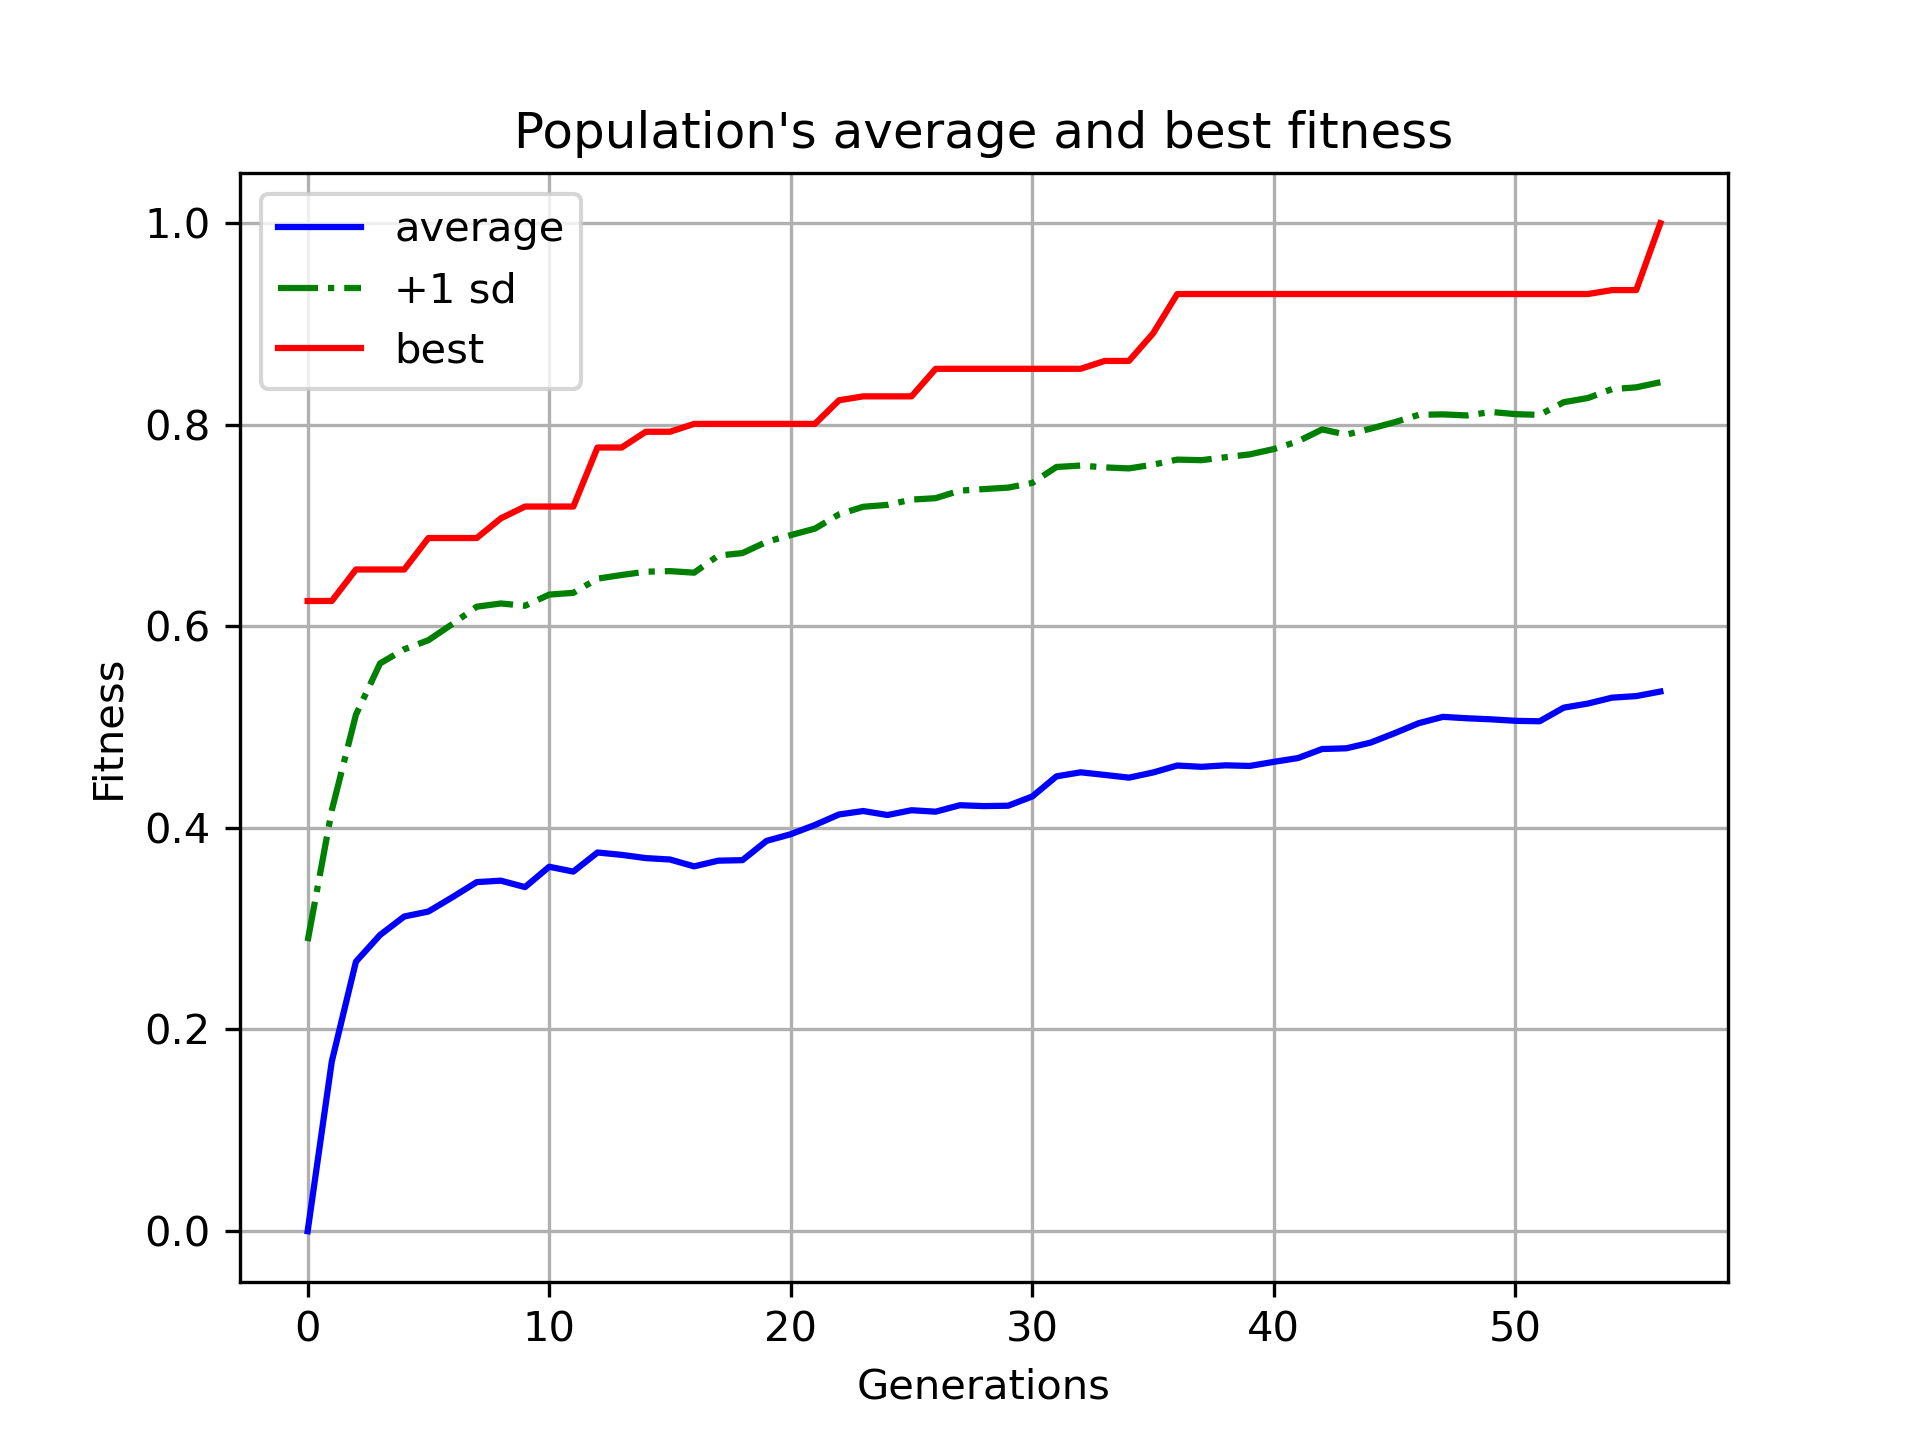 Population's average and best fitness
average
+1 sd
best
1.0
0.8
0.6
0.4
0.2
0.0
Fitness
0 10 20 30 40 50
Generations